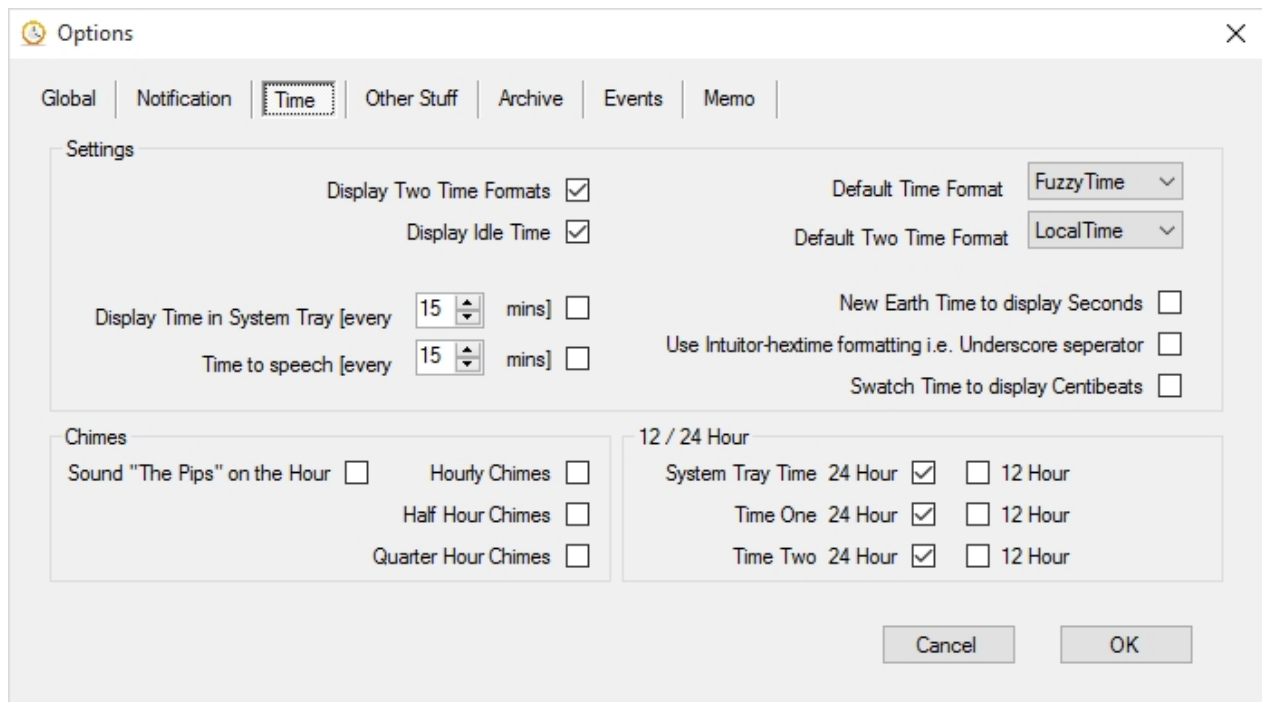 Options
Global Notification Time Other Stuff Archive Events Memo
Settings
Display Two Time Formats
Default Time Format FuzzyTime
Display Idle Time
Default Two Time Format LocalTime
Display Time in System Tray [every 15 mins]
New Earth Time to display Seconds
Time to speech [every 15 mins]
Use Intuitor-hextime formatting i.e. Underscore seperator
Swatch Time to display Centibeats
Chimes
Sound "The Pips" on the Hour Hourly Chimes
Half Hour Chimes
Quarter Hour Chimes
12 / 24 Hour
System Tray Time 24 Hour 12 Hour
Time One 24 Hour 12 Hour
Time Two 24 Hour 12 Hour
Cancel OK